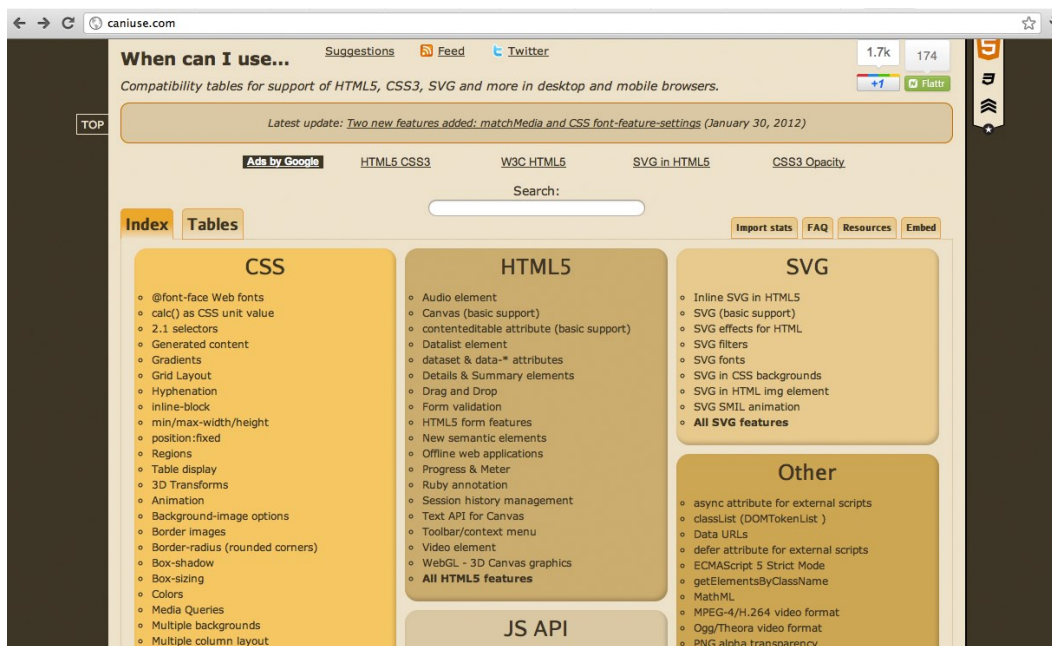 caniuse.com
When can I use...
Suggestions
Feed
Twitter
1.7k
174
+1
Flattr
5
3
Compatibility tables for support of HTML5, CSS3, SVG and more in desktop and mobile browsers.
TOP
Latest update: Two new features added: matchMedia and CSS font-feature-settings (January 30, 2012)
Ads by Google
HTML5 CSS3
W3C HTML5
SVG in HTML5
CSS3 Opacity
Search:
Index
Tables
Import stats
FAQ
Resources
Embed
CSS
@font-face Web fonts
calc() as CSS unit value
2.1 selectors
Generated content
Gradients
Grid Layout
Hyphenation
inline-block
min/max-width/height
position:fixed
Regions
Table display
3D Transforms
Animation
Background-image options
Border images
Border-radius (rounded corners)
Box-shadow
Box-sizing
Colors
Media Queries
Multiple backgrounds
Multiple column layout
HTML5
Audio element
Canvas (basic support)
contenteditable attribute (basic support)
Datalist element
dataset & data-* attributes
Details & Summary elements
Drag and Drop
Form validation
HTML5 form features
New semantic elements
Offline web applications
Progress & Meter
Ruby annotation
Session history management
Text API for Canvas
Toolbar/context menu
Video element
WebGL - 3D Canvas graphics
All HTML5 features
JS API
SVG
Inline SVG in HTML5
SVG (basic support)
SVG effects for HTML
SVG filters
SVG fonts
SVG in CSS backgrounds
SVG in HTML img element
SVG SMIL animation
All SVG features
Other
async attribute for external scripts
classList (DOMTokenList )
Data URLs
defer attribute for external scripts
ECMAScript 5 Strict Mode
getElementsByClassName
MathML
MPEG-4/H.264 video format
Ogg/Theora video format
PNG alpha transparency